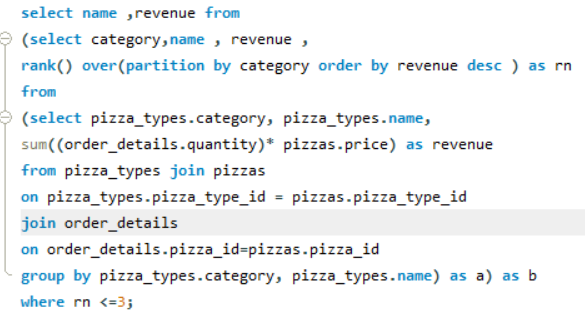 select name ,revenue from
(select category,name , revenue ,
rank() over(partition by category order by revenue desc ) as rn
from
(select pizza_types.category, pizza_types.name,
sum((order_details.quantity)* pizzas.price) as revenue
from pizza_types join pizzas
on pizza_types.pizza_type_id = pizzas.pizza_type_id
join order_details
on order_details.pizza_id=pizzas.pizza_id
group by pizza_types.category, pizza_types.name) as a) as b
where rn <=3;